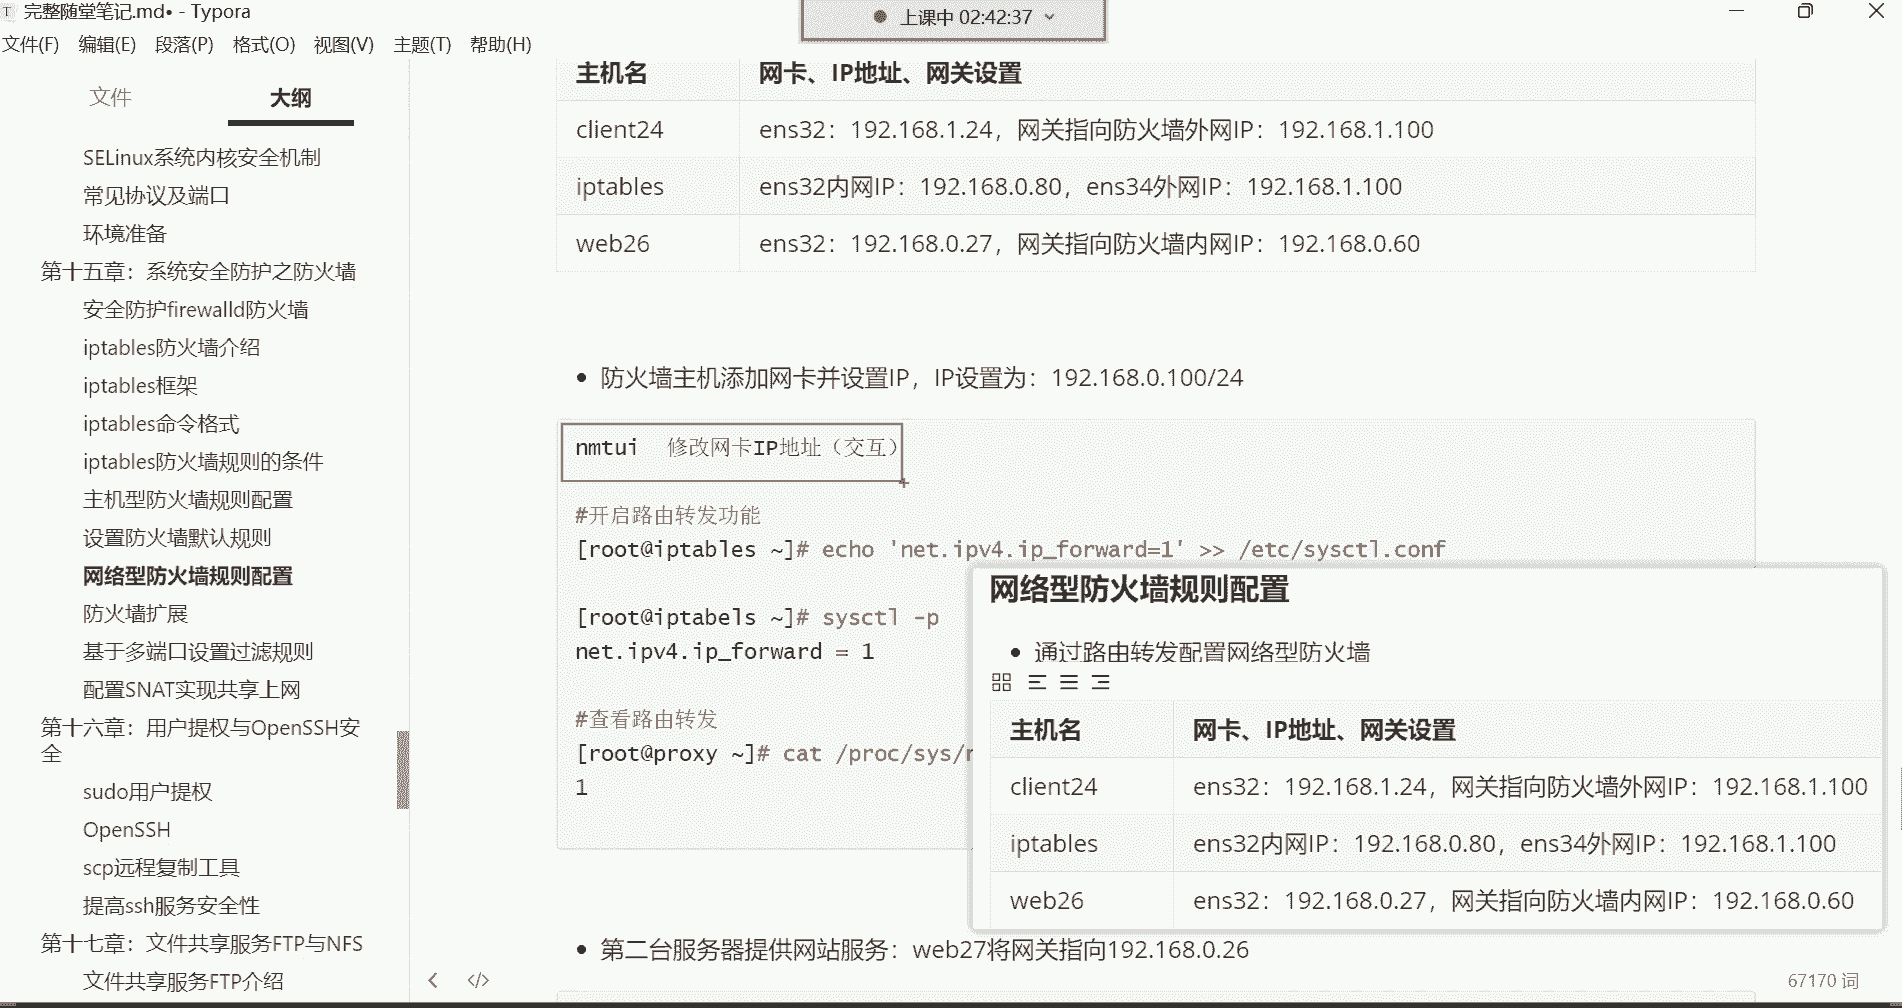 完整随堂笔记.md• - Typora
上课中 02:42:37
文件(F) 编辑(E) 段落(P) 格式(O) 视图(V) 主题(T) 帮助(H)
文件 大纲
SELinux系统内核安全机制
常见协议及端口
环境准备
第十五章：系统安全防护之防火墙
安全防护firewalld防火墙
iptables防火墙介绍
iptables框架
iptables命令格式
iptables防火墙规则的条件
主机型防火墙规则配置
设置防火墙默认规则
网络型防火墙规则配置
防火墙扩展
基于多端口设置过滤规则
配置SNAT实现共享上网
第十六章：用户提权与OpenSSH安
全
sudo用户提权
OpenSSH
scp远程复制工具
提高ssh服务安全性
第十七章：文件共享服务FTP与NFS
文件共享服务FTP介绍
主机名 网卡、IP地址、网关设置
client24 ens32：192.168.1.24，网关指向防火墙外网IP：192.168.1.100
iptables ens32内网IP：192.168.0.80，ens34外网IP：192.168.1.100
web26 ens32：192.168.0.27，网关指向防火墙内网IP：192.168.0.60
• 防火墙主机添加网卡并设置IP，IP设置为：192.168.0.100/24
nmtui 修改网卡IP地址（交互）
#开启路由转发功能
[root@iptables ~]# echo 'net.ipv4.ip_forward=1' >> /etc/sysctl.conf
[root@iptabels ~]# sysctl -p
net.ipv4.ip_forward = 1
#查看路由转发
[root@proxy ~]# cat /proc/sys/
1
• 第二台服务器提供网站服务：web27将网关指向192.168.0.26
网络型防火墙规则配置
• 通过路由转发配置网络型防火墙
主机名 网卡、IP地址、网关设置
client24 ens32：192.168.1.24，网关指向防火墙外网IP：192.168.1.100
iptables ens32内网IP：192.168.0.80，ens34外网IP：192.168.1.100
web26 ens32：192.168.0.27，网关指向防火墙内网IP：192.168.0.60
67170 词